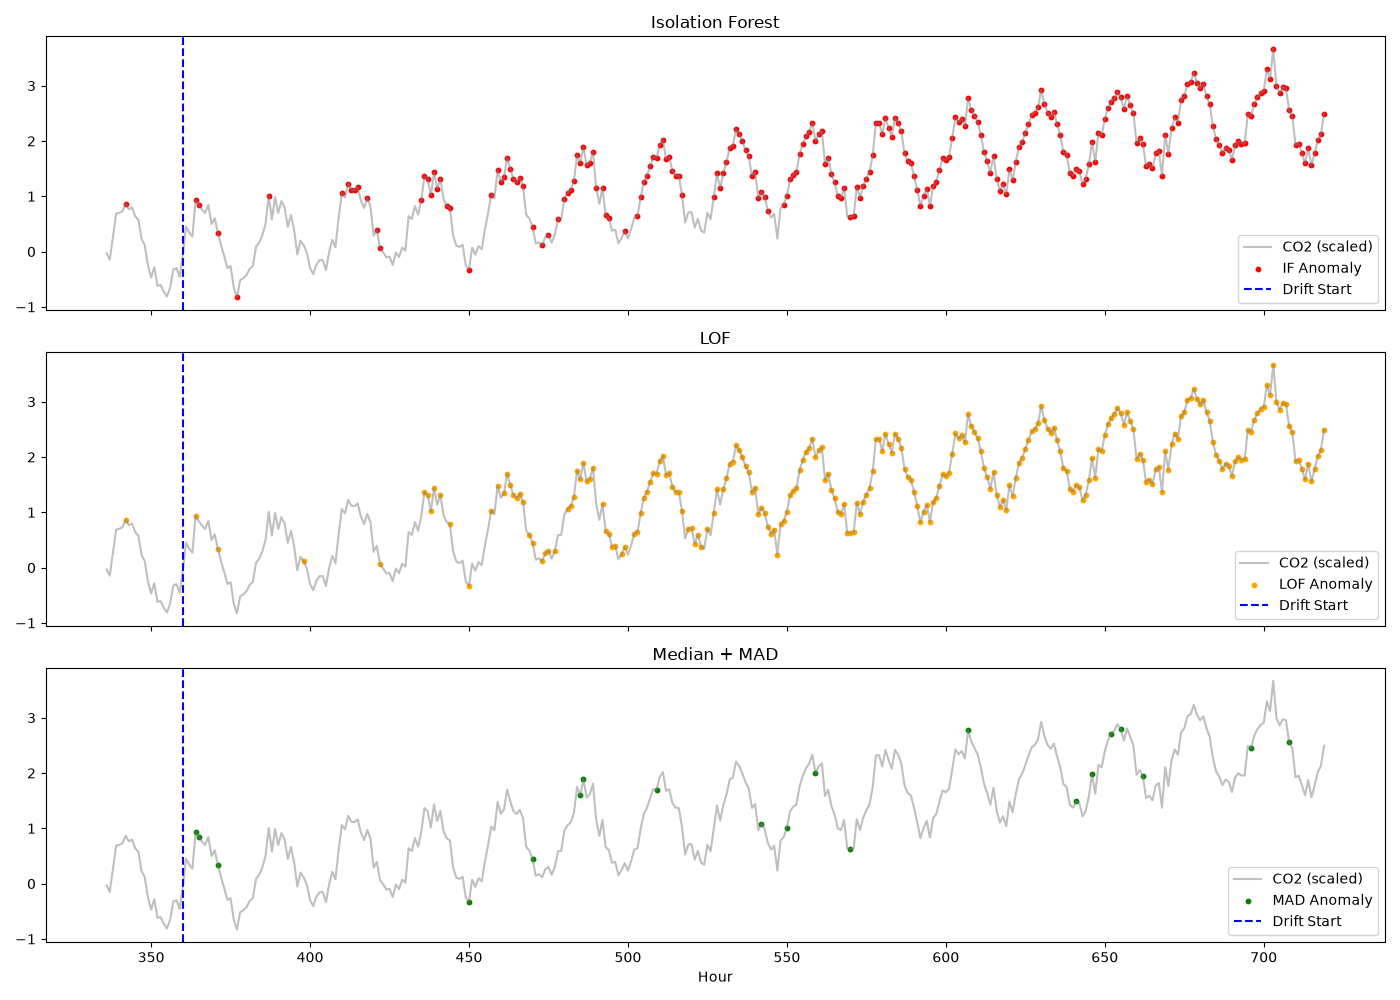 Isolation Forest
3
2
1
0
−1
CO2 (scaled)
IF Anomaly
Drift Start
LOF
3
2
1
0
−1
CO2 (scaled)
LOF Anomaly
Drift Start
Median + MAD
3
2
1
0
−1
CO2 (scaled)
MAD Anomaly
Drift Start
350 400 450 500 550 600 650 700
Hour